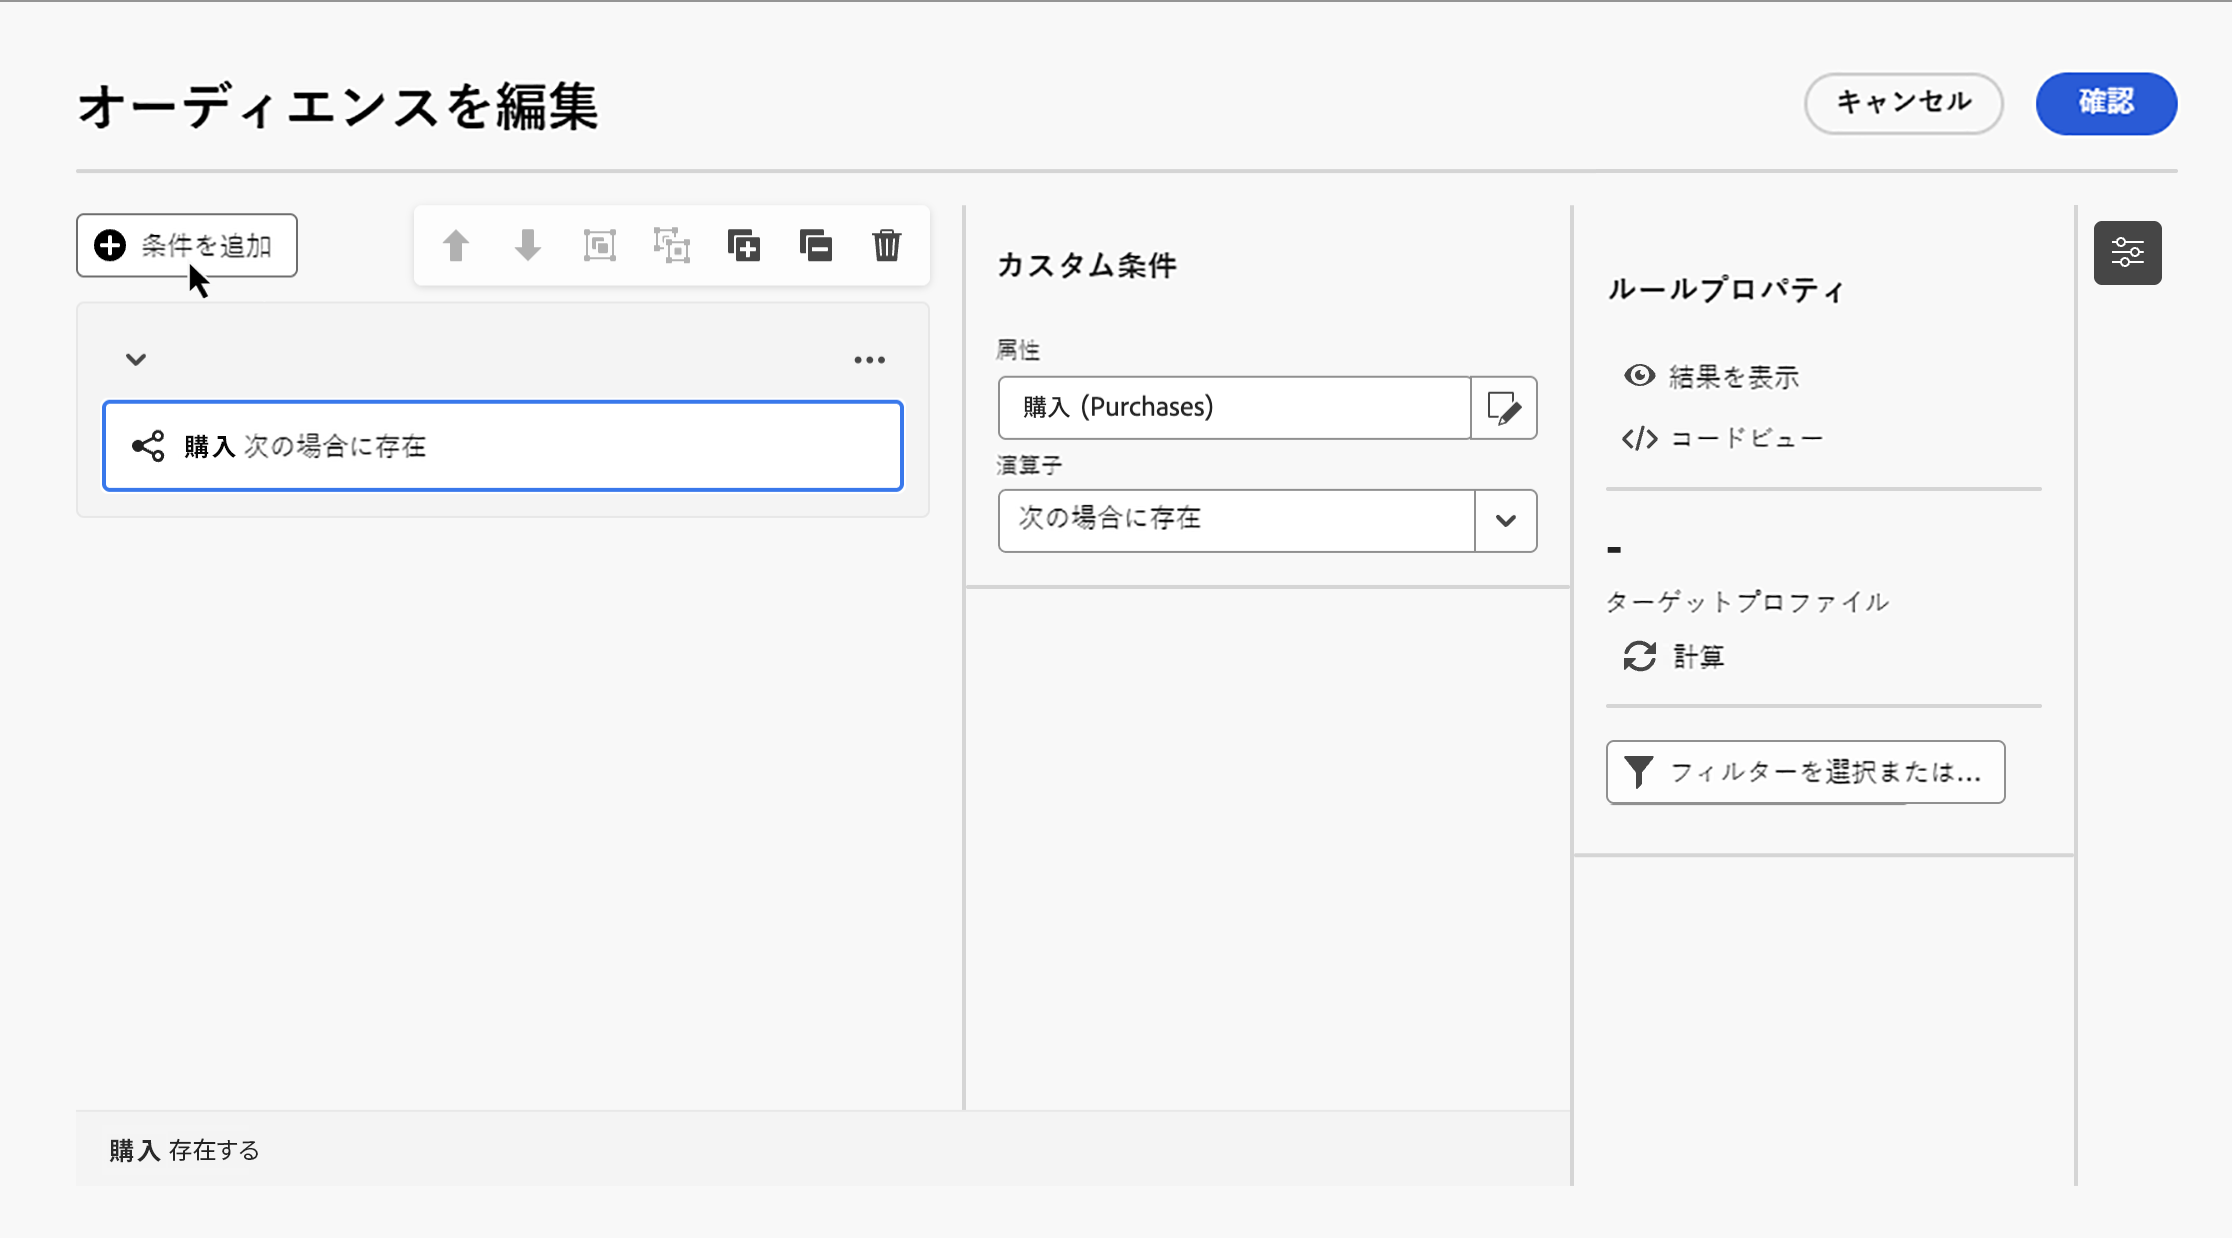 オーディエンスを編集
キャンセル
確認
条件を追加
購入 次の場合に存在
カスタム条件
属性
購入 (Purchases)
演算子
次の場合に存在
ルールプロパティ
結果を表示
コードビュー
-
ターゲットプロファイル
計算
フィルターを選択または...
購入 存在する